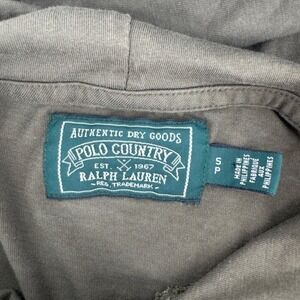 AUTHENTIC DRY GOODS
POLO COUNTRY
EST. 1967
RALPH LAUREN
REG. TRADEMARK
S
P
MADE IN
PHILIPPINES
FABRIQUÉ
AUX
PHILIPPINES